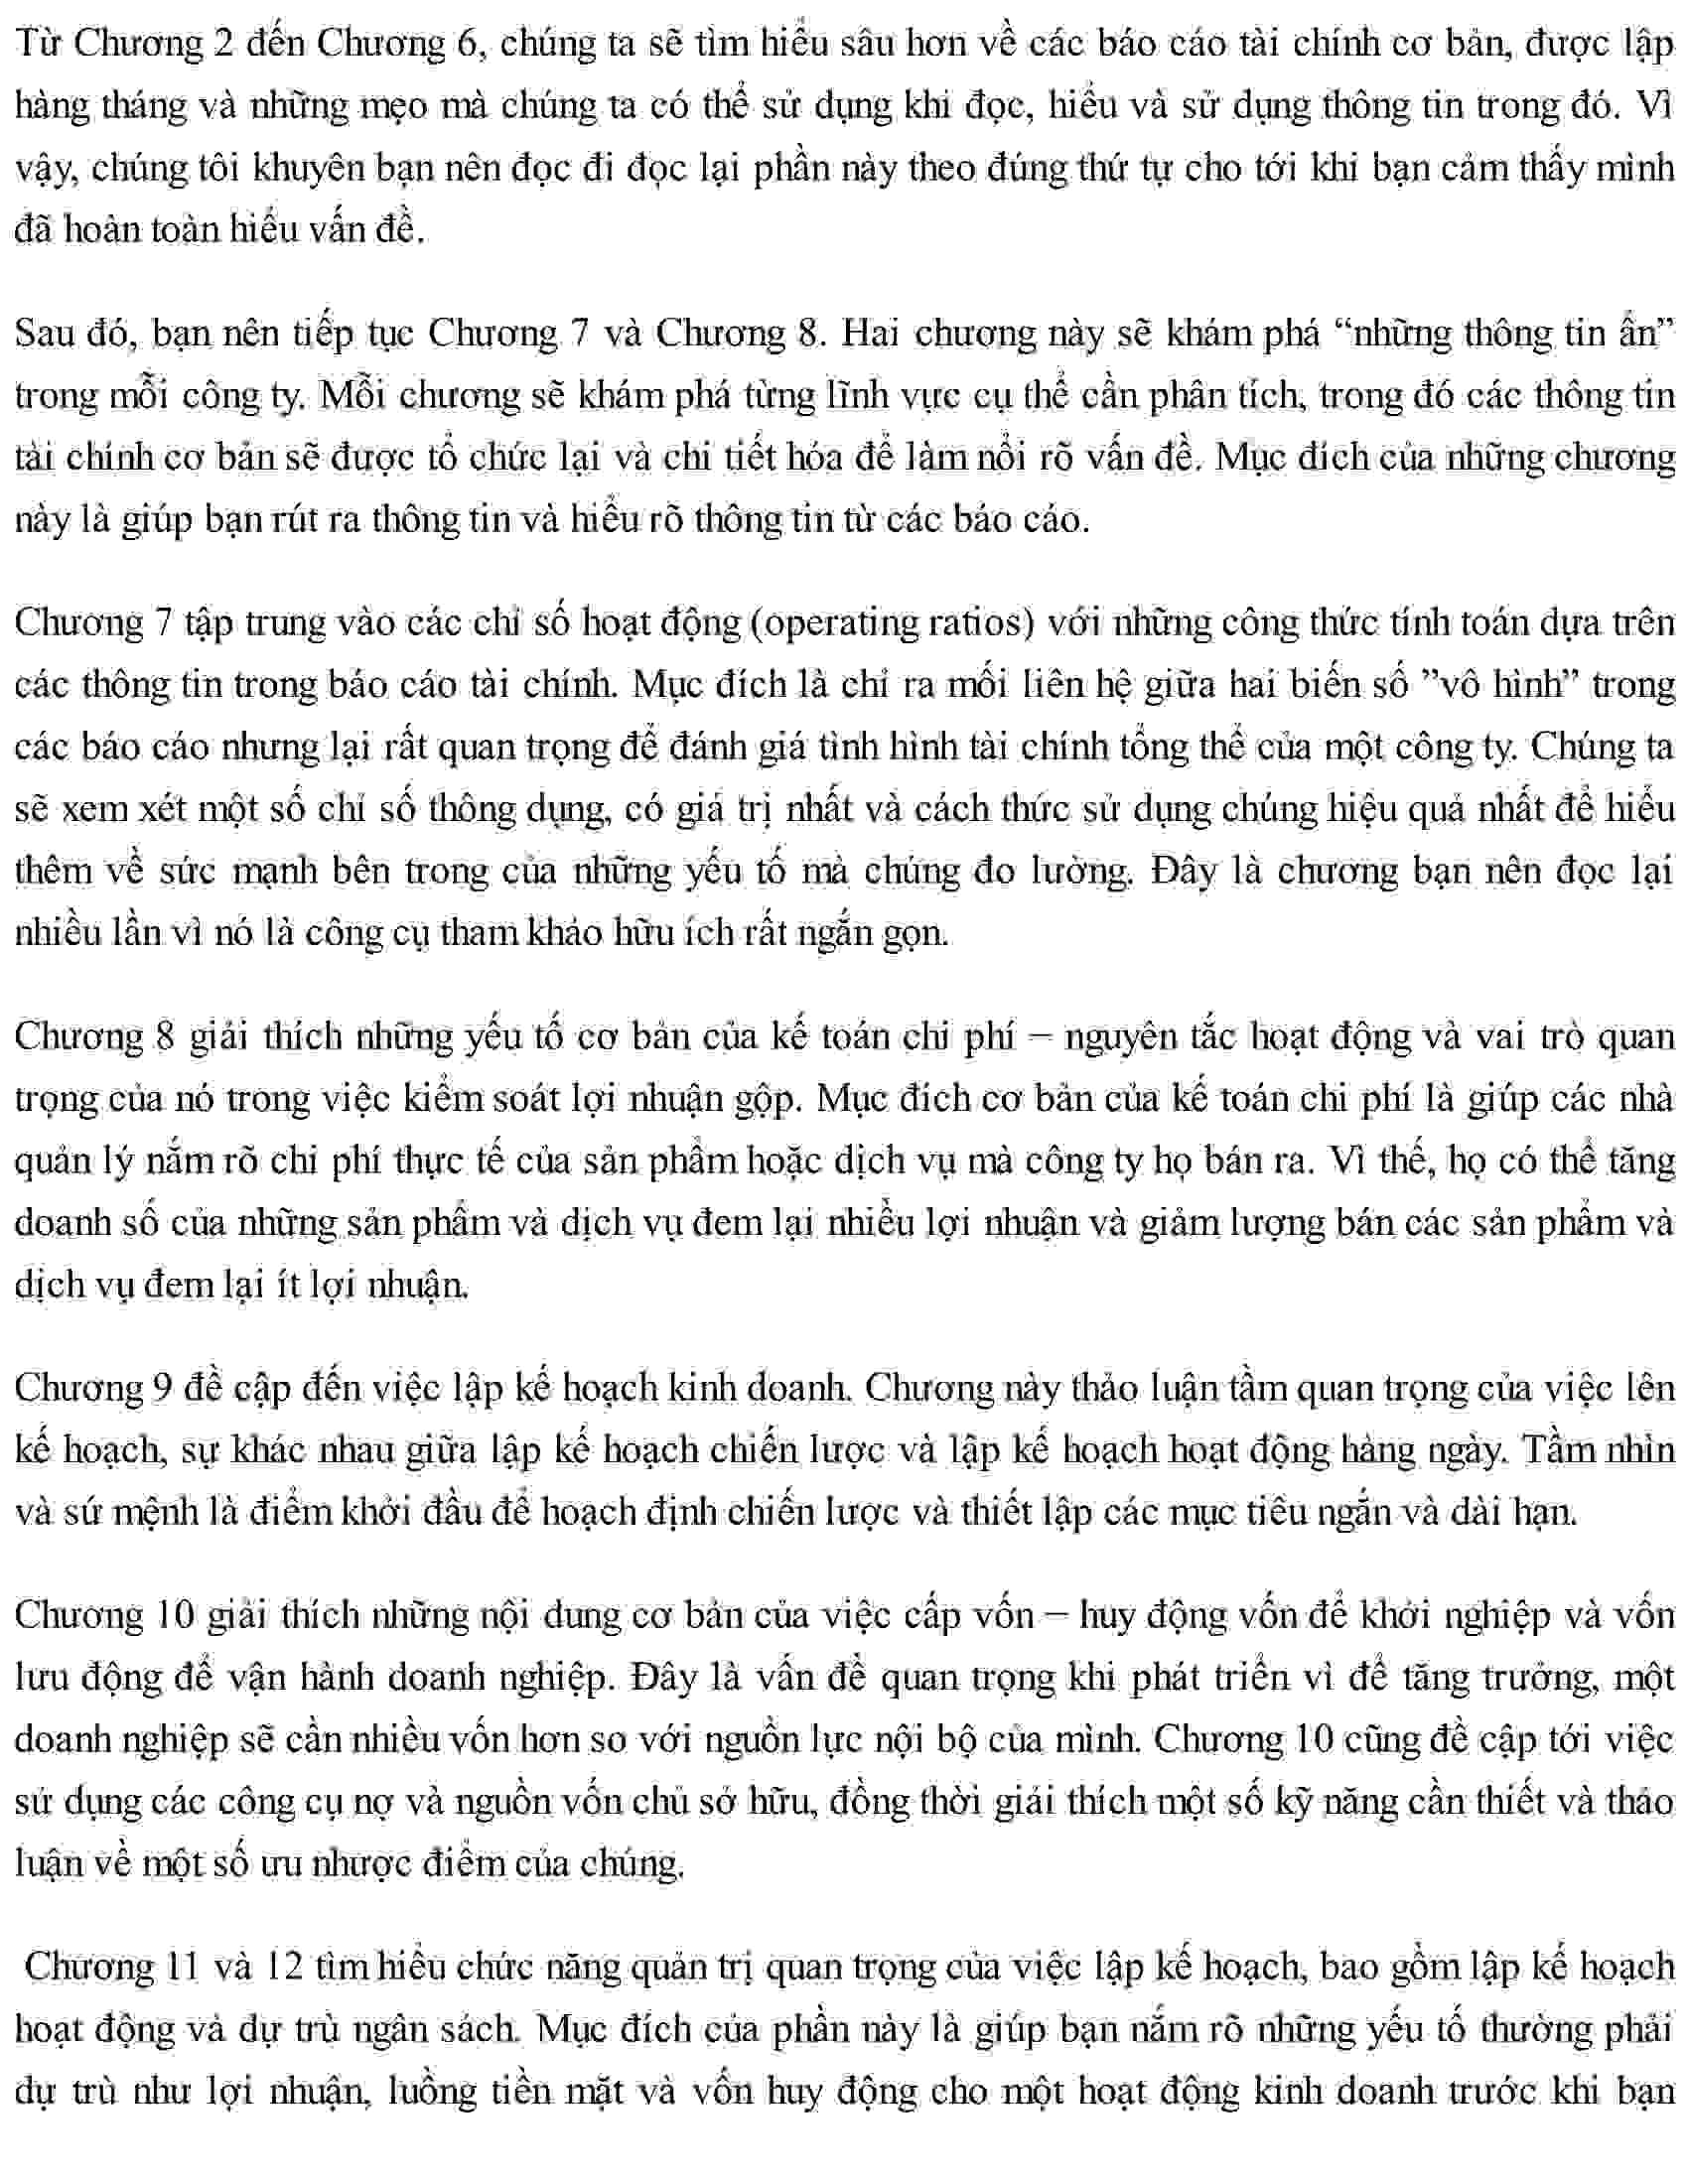 Từ Chương 2 đến Chương 6, chúng ta sẽ tìm hiểu sâu hơn về các báo cáo tài chính cơ bản, được lập
hàng tháng và những mẹo mà chúng ta có thể sử dụng khi đọc, hiểu và sử dụng thông tin trong đó. Vì
vậy, chúng tôi khuyên bạn nên đọc đi đọc lại phần này theo đúng thứ tự cho tới khi bạn cảm thấy mình
đã hoàn toàn hiểu vấn đề.
Sau đó, bạn nên tiếp tục Chương 7 và Chương 8. Hai chương này sẽ khám phá “những thông tin ẩn”
trong mỗi công ty. Mỗi chương sẽ khám phá từng lĩnh vực cụ thể cần phân tích, trong đó các thông tin
tài chính cơ bản sẽ được tổ chức lại và chi tiết hóa để làm nổi rõ vấn đề. Mục đích của những chương
này là giúp bạn rút ra thông tin và hiểu rõ thông tin từ các báo cáo.
Chương 7 tập trung vào các chỉ số hoạt động (operating ratios) với những công thức tính toán dựa trên
các thông tin trong báo cáo tài chính. Mục đích là chỉ ra mối liên hệ giữa hai biến số ”vô hình” trong
các báo cáo nhưng lại rất quan trọng để đánh giá tình hình tài chính tổng thể của một công ty. Chúng ta
sẽ xem xét một số chỉ số thông dụng, có giá trị nhất và cách thức sử dụng chúng hiệu quả nhất để hiểu
thêm về sức mạnh bên trong của những yếu tố mà chúng đo lường. Đây là chương bạn nên đọc lại
nhiều lần vì nó là công cụ tham khảo hữu ích rất ngắn gọn.
Chương 8 giải thích những yếu tố cơ bản của kế toán chi phí – nguyên tắc hoạt động và vai trò quan
trọng của nó trong việc kiểm soát lợi nhuận gộp. Mục đích cơ bản của kế toán chi phí là giúp các nhà
quản lý nắm rõ chi phí thực tế của sản phẩm hoặc dịch vụ mà công ty họ bán ra. Vì thế, họ có thể tăng
doanh số của những sản phẩm và dịch vụ đem lại nhiều lợi nhuận và giảm lượng bán các sản phẩm và
dịch vụ đem lại ít lợi nhuận.
Chương 9 đề cập đến việc lập kế hoạch kinh doanh. Chương này thảo luận tầm quan trọng của việc lên
kế hoạch, sự khác nhau giữa lập kế hoạch chiến lược và lập kế hoạch hoạt động hàng ngày. Tầm nhìn
và sứ mệnh là điểm khởi đầu để hoạch định chiến lược và thiết lập các mục tiêu ngắn và dài hạn.
Chương 10 giải thích những nội dung cơ bản của việc cấp vốn – huy động vốn để khởi nghiệp và vốn
lưu động để vận hành doanh nghiệp. Đây là vấn đề quan trọng khi phát triển vì để tăng trưởng, một
doanh nghiệp sẽ cần nhiều vốn hơn so với nguồn lực nội bộ của mình. Chương 10 cũng đề cập tới việc
sử dụng các công cụ nợ và nguồn vốn chủ sở hữu, đồng thời giải thích một số kỹ năng cần thiết và thảo
luận về một số ưu nhược điểm của chúng.
Chương 11 và 12 tìm hiểu chức năng quản trị quan trọng của việc lập kế hoạch, bao gồm lập kế hoạch
hoạt động và dự trù ngân sách. Mục đích của phần này là giúp bạn nắm rõ những yếu tố thường phải
dự trù như lợi nhuận, luồng tiền mặt và vốn huy động cho một hoạt động kinh doanh trước khi bạn